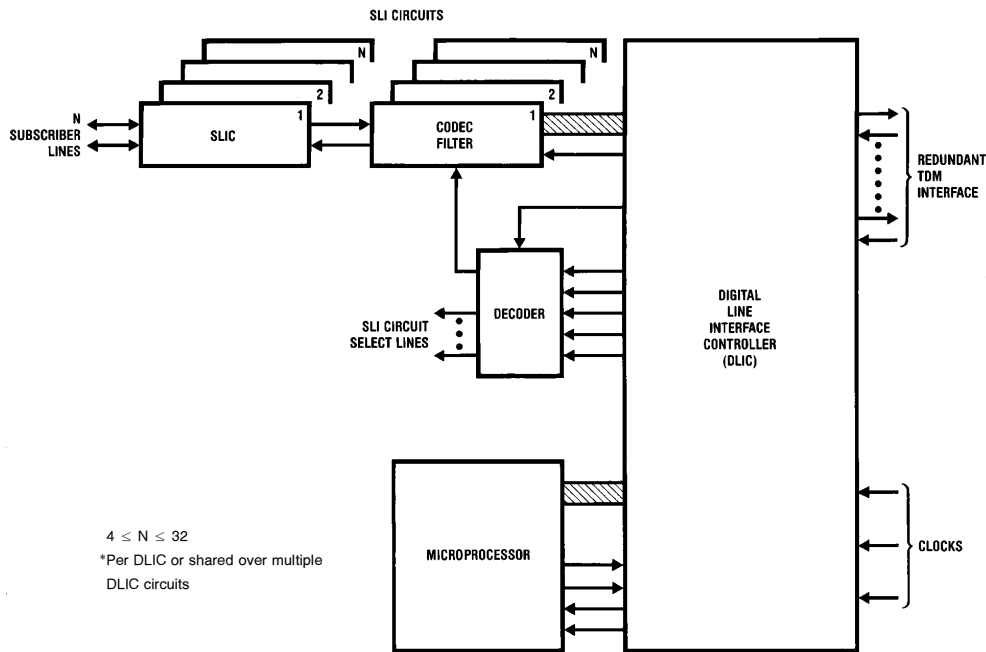 SLI CIRCUITS
N
N
2
2
1
1
N
SUBSCRIBER
LINES
SLIC
CODEC
FILTER
REDUNDANT
TDM
INTERFACE
DECODER
SLI CIRCUIT
SELECT LINES
DIGITAL
LINE
INTERFACE
CONTROLLER
(DLIC)
MICROPROCESSOR
CLOCKS
4 ≤ N ≤ 32
*Per DLIC or shared over multiple
DLIC circuits